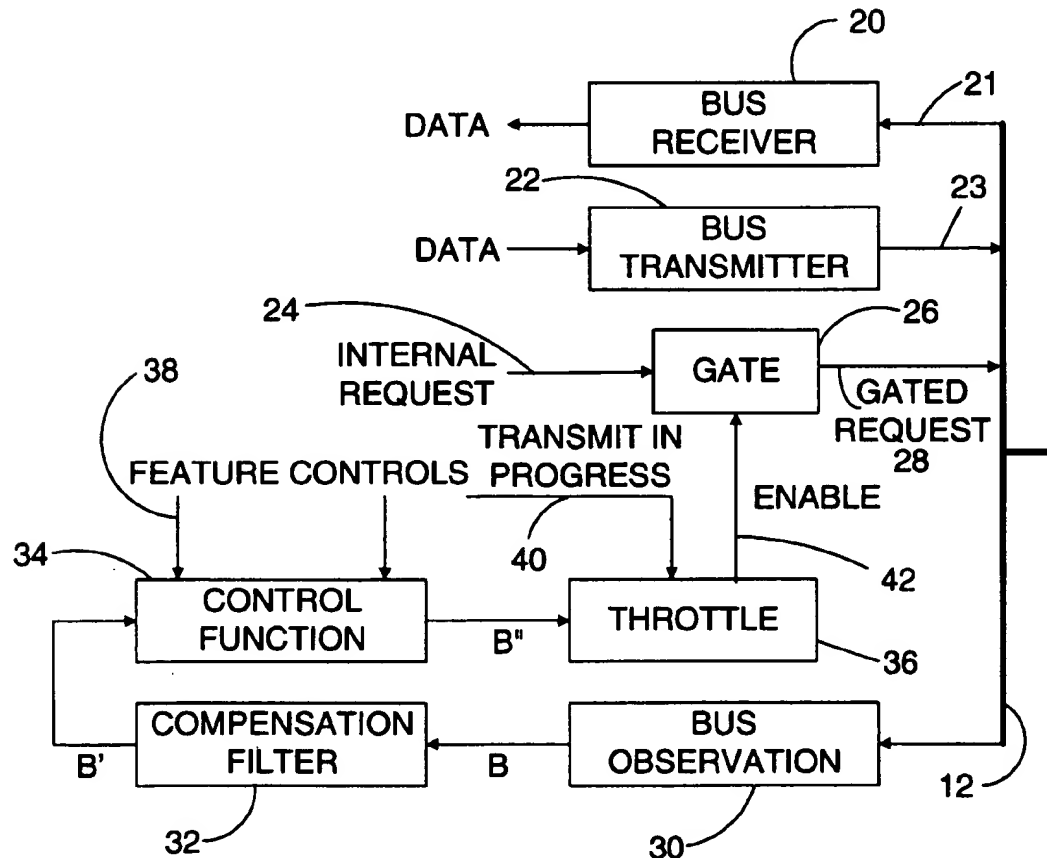 20
21
BUS
RECEIVER
DATA
22
23
BUS
TRANSMITTER
DATA
24
26
INTERNAL
REQUEST
GATE
GATED
REQUEST
28
38
TRANSMIT IN
PROGRESS
FEATURE CONTROLS
ENABLE
40
42
34
CONTROL
FUNCTION
B"
THROTTLE
36
COMPENSATION
FILTER
BUS
OBSERVATION
B'
B
12
32
30